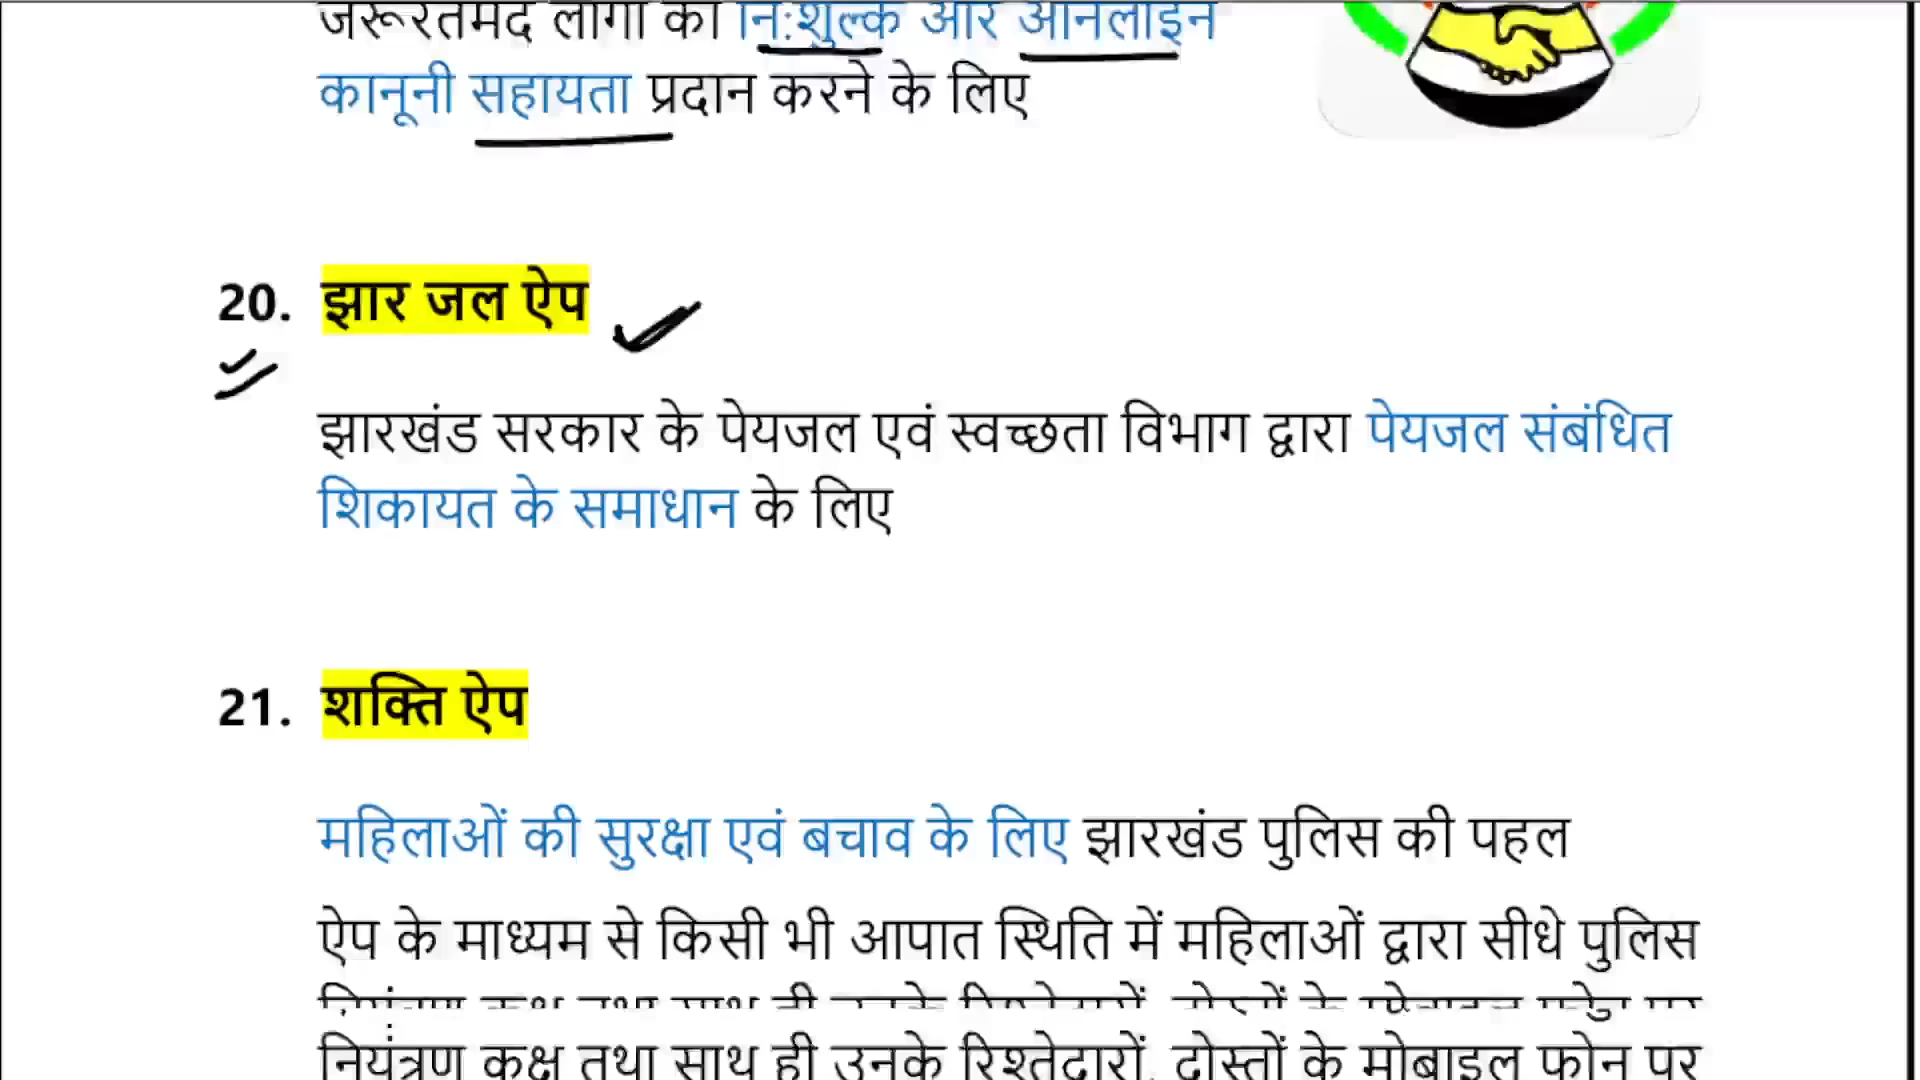 जरूरतमंद लोगों को नि:शुल्क और ऑनलाइन
कानूनी सहायता प्रदान करने के लिए
20. झार जल ऐप
झारखंड सरकार के पेयजल एवं स्वच्छता विभाग द्वारा पेयजल संबंधित
शिकायत के समाधान के लिए
21. शक्ति ऐप
महिलाओं की सुरक्षा एवं बचाव के लिए झारखंड पुलिस की पहल
ऐप के माध्यम से किसी भी आपात स्थिति में महिलाओं द्वारा सीधे पुलिस
नियंत्रण कक्ष तथा साथ ही उनके रिश्तेदारों, दोस्तों के मोबाइल फोन पर